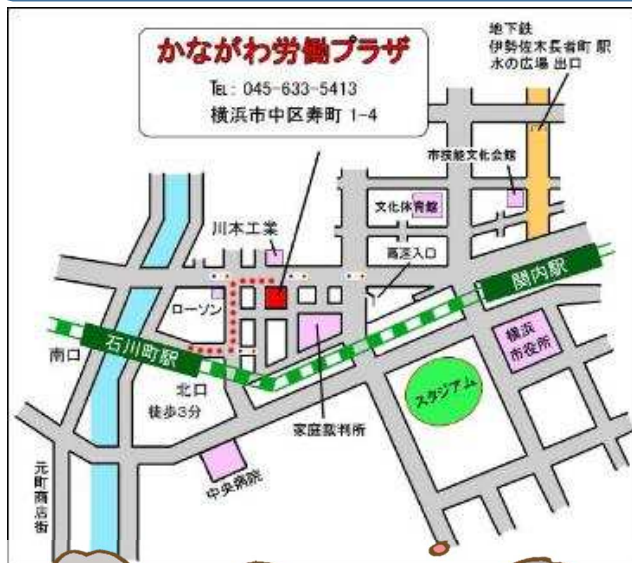 かながわ労働プラザ
TEL: 045-633-5413
横浜市中区寿町 1-4
地下鉄
伊勢佐木長者町 駅
水の広場 出口
市技能文化会館
文化体育館
川本工業
高速入口
関内駅
ローソン
石川町駅
南口
北口
徒歩3分
横浜
市役所
スタジアム
家庭裁判所
中央病院
元町商店街